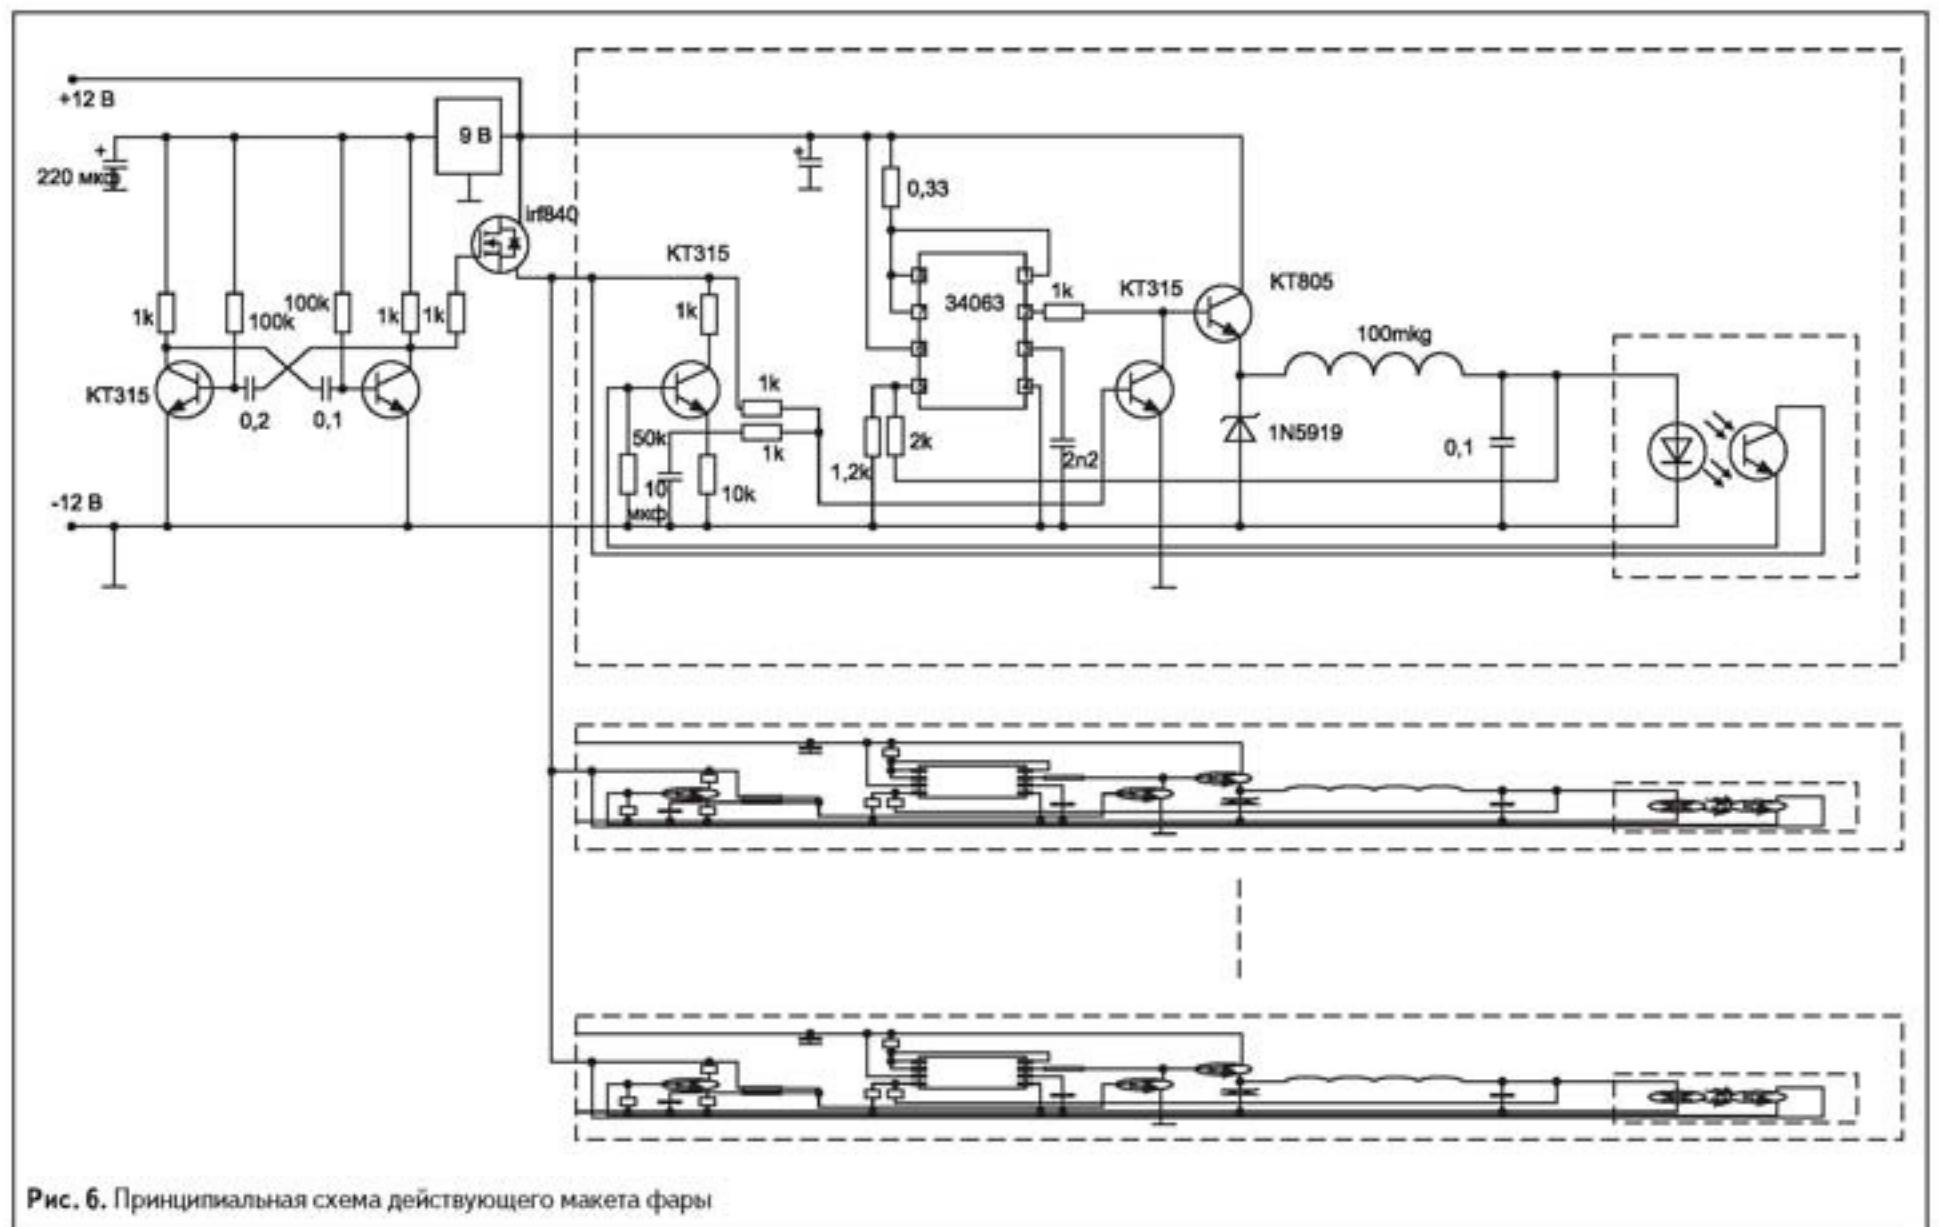 +12 В
9 В
+
220 мкф
irf840
+
0,33
КТ315
КТ805
34063
1k
КТ315
1k
100k
100k
1k
1k
1k
100mkg
КТ315
0,2
0,1
1k
1k
50k
10
мкф
10k
1,2k
2k
2n2
1N5919
0,1
-12 В
Рис. 6. Принципиальная схема действующего макета фары